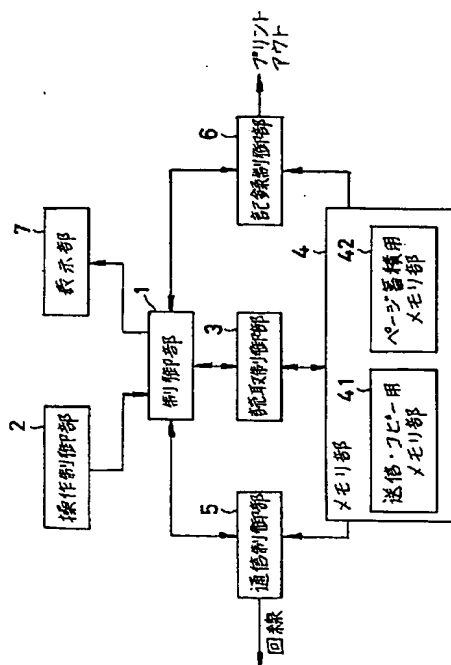 2
操作制御部
7
表示部
1
制御部
5
通信制御部
回線
3
読取制御部
6
記録制御部
プリント
アウト
メモリ部
4
41
送信・コピー用
メモリ部
42
ページ蓄積用
メモリ部